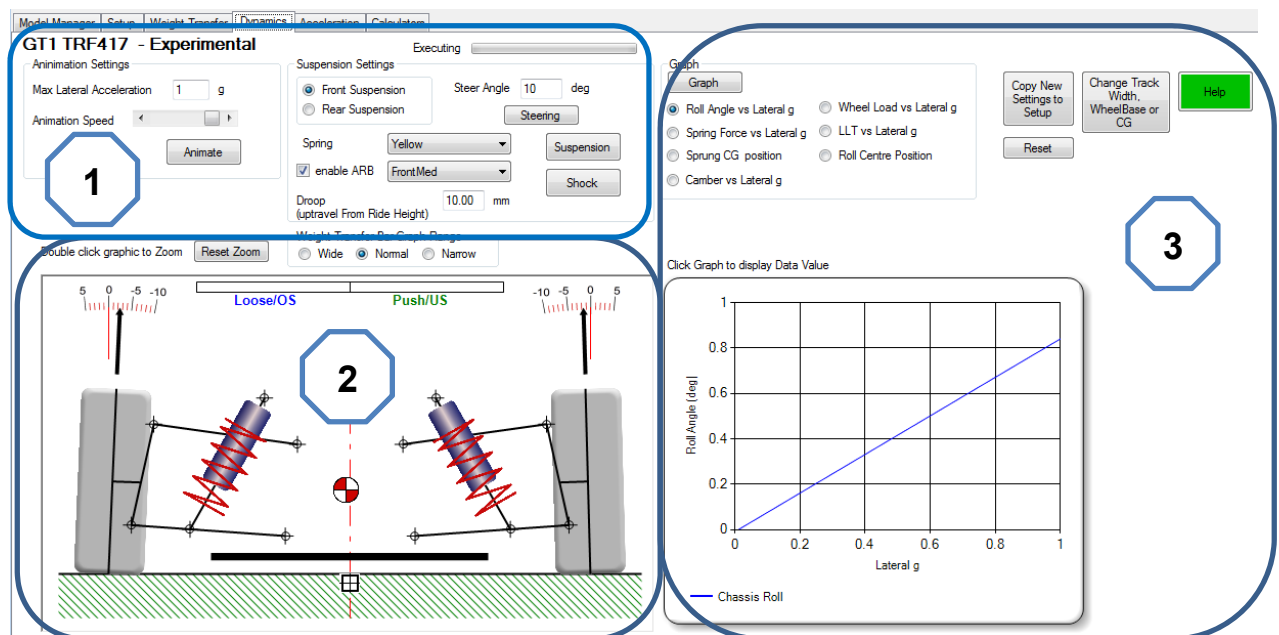 Model Manager Setup Weight Transfer Dynamics Acceleration Calculators
GT1 TRF417 - Experimental
Executing
Aninimation Settings
Max Lateral Acceleration 1 g
Animation Speed
Animate
1
Suspension Settings
Front Suspension
Rear Suspension
Steer Angle 10 deg
Steering
Spring Yellow Suspension
enable ARB FrontMed
Shock
Droop 10.00 mm
(uptravel From Ride Height)
Graph
Graph
Roll Angle vs Lateral g Wheel Load vs Lateral g
Spring Force vs Lateral g LLT vs Lateral g
Sprung CG position Roll Centre Position
Camber vs Lateral g
Copy New
Settings to
Setup
Change Track
Width,
WheelBase or
CG
Help
Reset
3
Double click graphic to Zoom Reset Zoom
Weight Transfer Bar Graph Range
Wide Normal Narrow
5 0 -5 -10
Loose/OS Push/US
-10 -5 0 5
2
Click Graph to display Data Value
1
0.8
0.6
0.4
0.2
0
Roll Angle [deg]
0 0.2 0.4 0.6 0.8 1
Lateral g
Chassis Roll